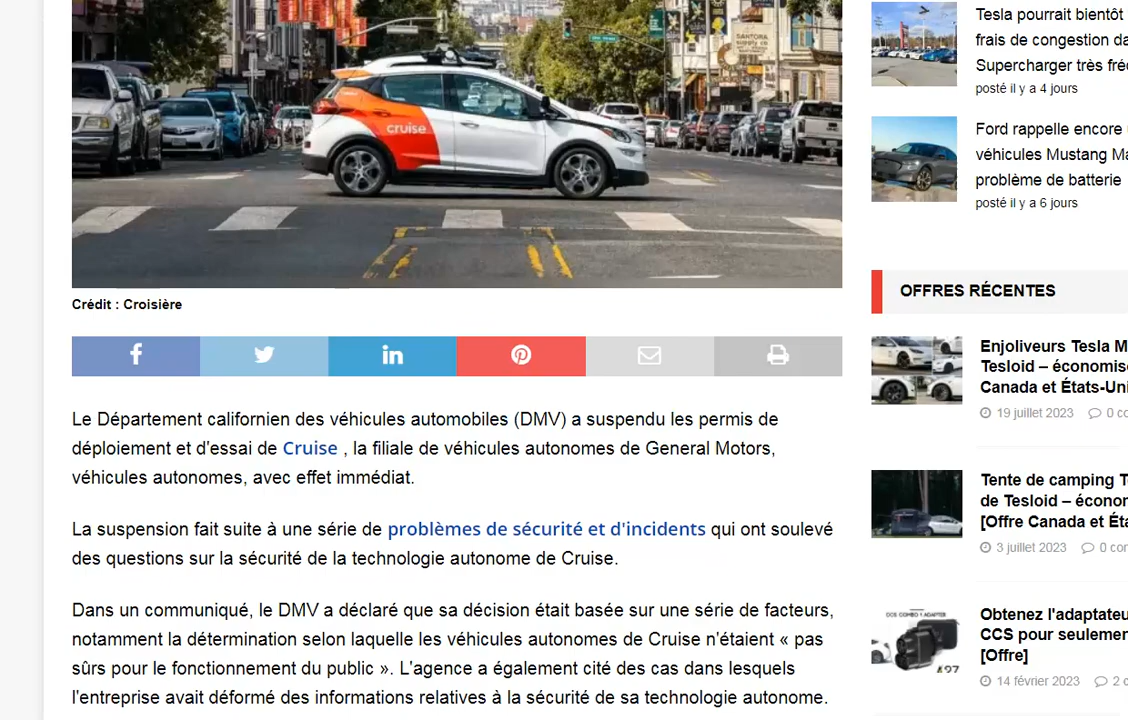 cruise
SANTORA
supply co
Crédit : Croisière
Le Département californien des véhicules automobiles (DMV) a suspendu les permis de
déploiement et d'essai de Cruise , la filiale de véhicules autonomes de General Motors,
véhicules autonomes, avec effet immédiat.
La suspension fait suite à une série de problèmes de sécurité et d'incidents qui ont soulevé
des questions sur la sécurité de la technologie autonome de Cruise.
Dans un communiqué, le DMV a déclaré que sa décision était basée sur une série de facteurs,
notamment la détermination selon laquelle les véhicules autonomes de Cruise n'étaient « pas
sûrs pour le fonctionnement du public ». L'agence a également cité des cas dans lesquels
l'entreprise avait déformé des informations relatives à la sécurité de sa technologie autonome.
Tesla pourrait bientôt
frais de congestion da
Supercharger très fré
posté il y a 4 jours
Ford rappelle encore
véhicules Mustang Ma
problème de batterie
posté il y a 6 jours
OFFRES RÉCENTES
Enjoliveurs Tesla M
Tesloid – économis
Canada et États-Uni
19 juillet 2023 0 co
Tente de camping T
de Tesloid – écono
[Offre Canada et Éta
3 juillet 2023 0 co
Obtenez l'adaptateu
CCS pour seulemen
[Offre]
14 février 2023 2 c